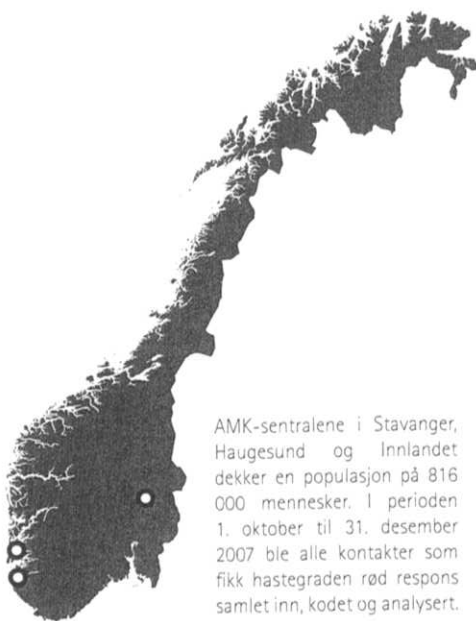 AMK-sentralene i Stavanger,
Haugesund og Innlandet
dekker en populasjon på 816
000 mennesker. I perioden
1. oktober til 31. desember
2007 ble alle kontakter som
fikk hastegraden rød respons
samlet inn, kodet og analysert.